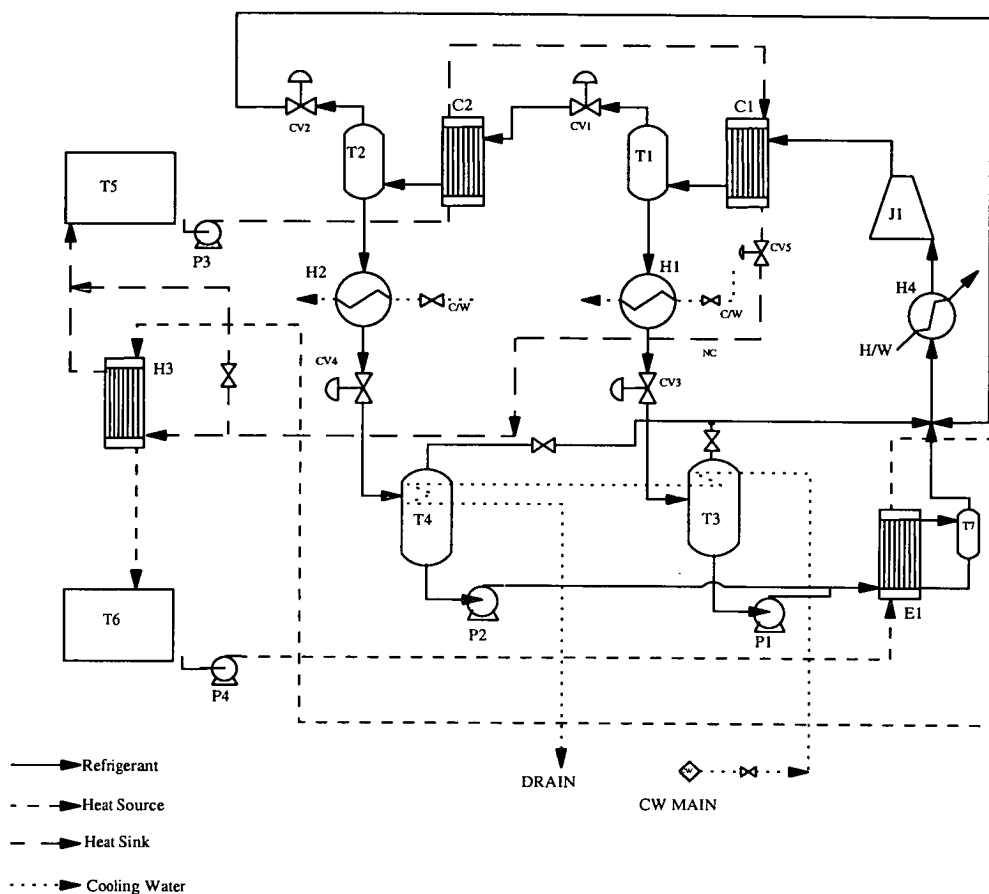 C2
C1
CV2
CV1
T2
T1
T5
J1
P3
CV5
H2
H1
H4
C/W
C/W
H/W
NC
H3
CV4
CV3
T4
T3
T7
T6
P2
P1
E1
P4
DRAIN
CW
CW MAIN
Refrigerant
Heat Source
Heat Sink
Cooling Water